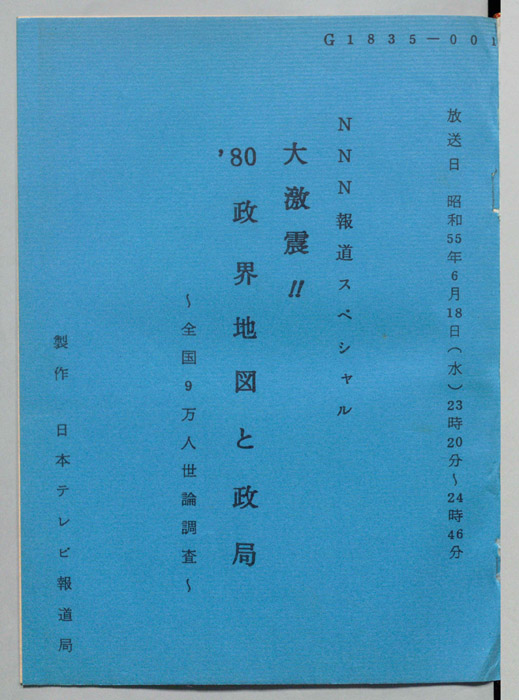 G1835-001
放送日 昭和55年6月18日(水)23時20分~24時46分
NNN報道スペシャル
大激震!!
'80政界地図と政局
~全国9万人世論調査~
製作 日本テレビ報道局